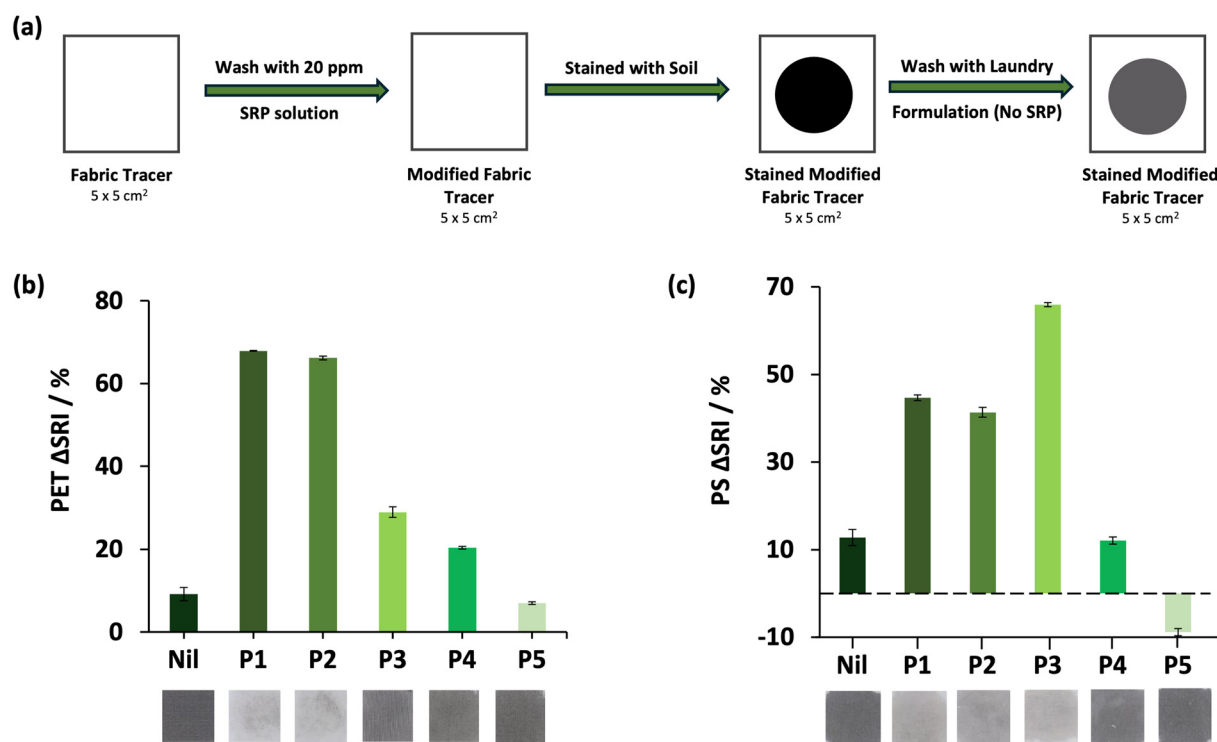 (a)
Wash with 20 ppm
SRP solution
Stained with Soil
Wash with Laundry
Formulation (No SRP)
Fabric Tracer
5 x 5 cm²
Modified Fabric
Tracer
5 x 5 cm²
Stained Modified
Fabric Tracer
5 x 5 cm²
Stained Modified
Fabric Tracer
5 x 5 cm²
(b)
PET ΔSRI / %
80
60
40
20
0
Nil P1 P2 P3 P4 P5
(c)
PS ΔSRI / %
70
50
30
10
-10
Nil P1 P2 P3 P4 P5